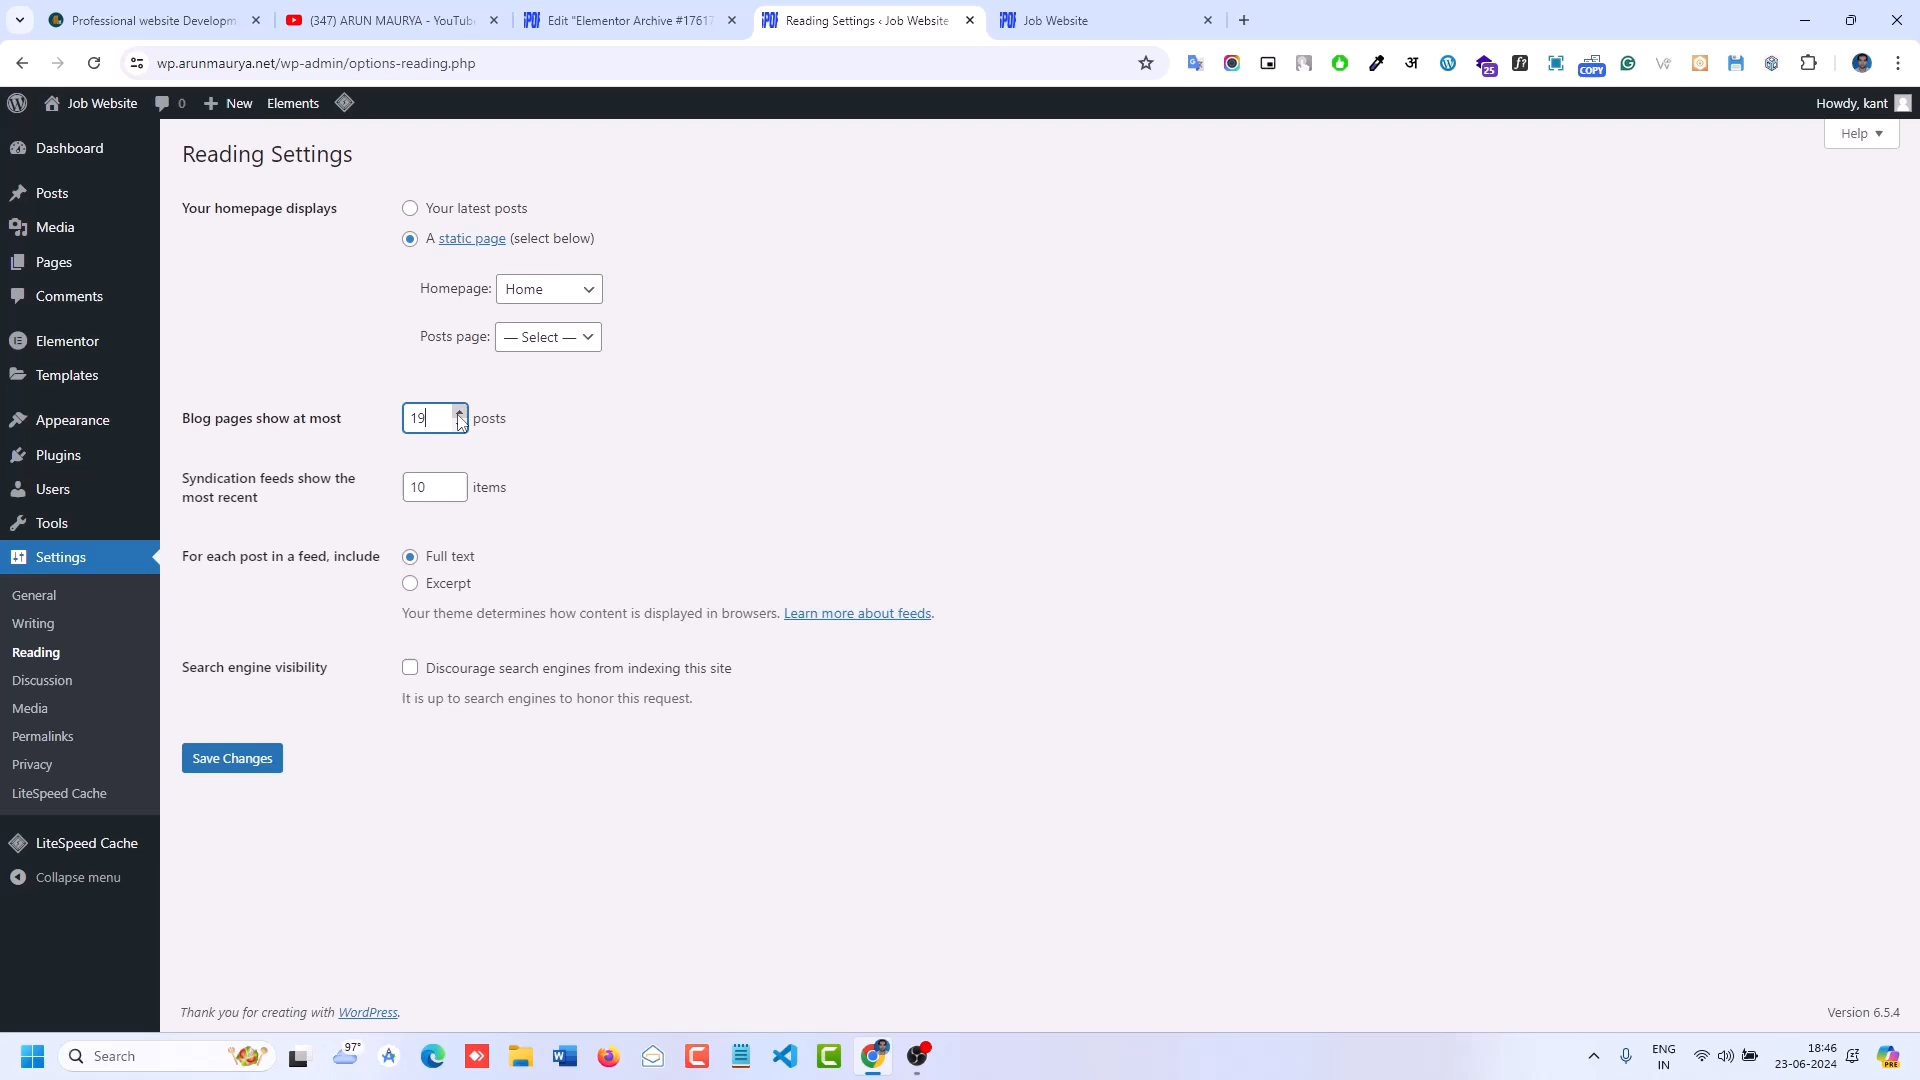 Professional website Developm
(347) ARUN MAURYA - YouTub
Edit "Elementor Archive #17617
Reading Settings ‹ Job Website
Job Website
wp.arunmaurya.net/wp-admin/options-reading.php
25
COPY
Job Website
0
New
Elements
Howdy, kant
Help
Dashboard
Posts
Media
Pages
Comments
Elementor
Templates
Appearance
Plugins
Users
Tools
Settings
General
Writing
Reading
Discussion
Media
Permalinks
Privacy
LiteSpeed Cache
LiteSpeed Cache
Collapse menu
Reading Settings
Your homepage displays
Your latest posts
A static page (select below)
Homepage: Home
Posts page: — Select —
Blog pages show at most
19 posts
Syndication feeds show the
most recent
10 items
For each post in a feed, include
Full text
Excerpt
Your theme determines how content is displayed in browsers. Learn more about feeds.
Search engine visibility
Discourage search engines from indexing this site
It is up to search engines to honor this request.
Save Changes
Thank you for creating with WordPress.
Version 6.5.4
Search
97°
ENG
IN
18:46
23-06-2024
PRE